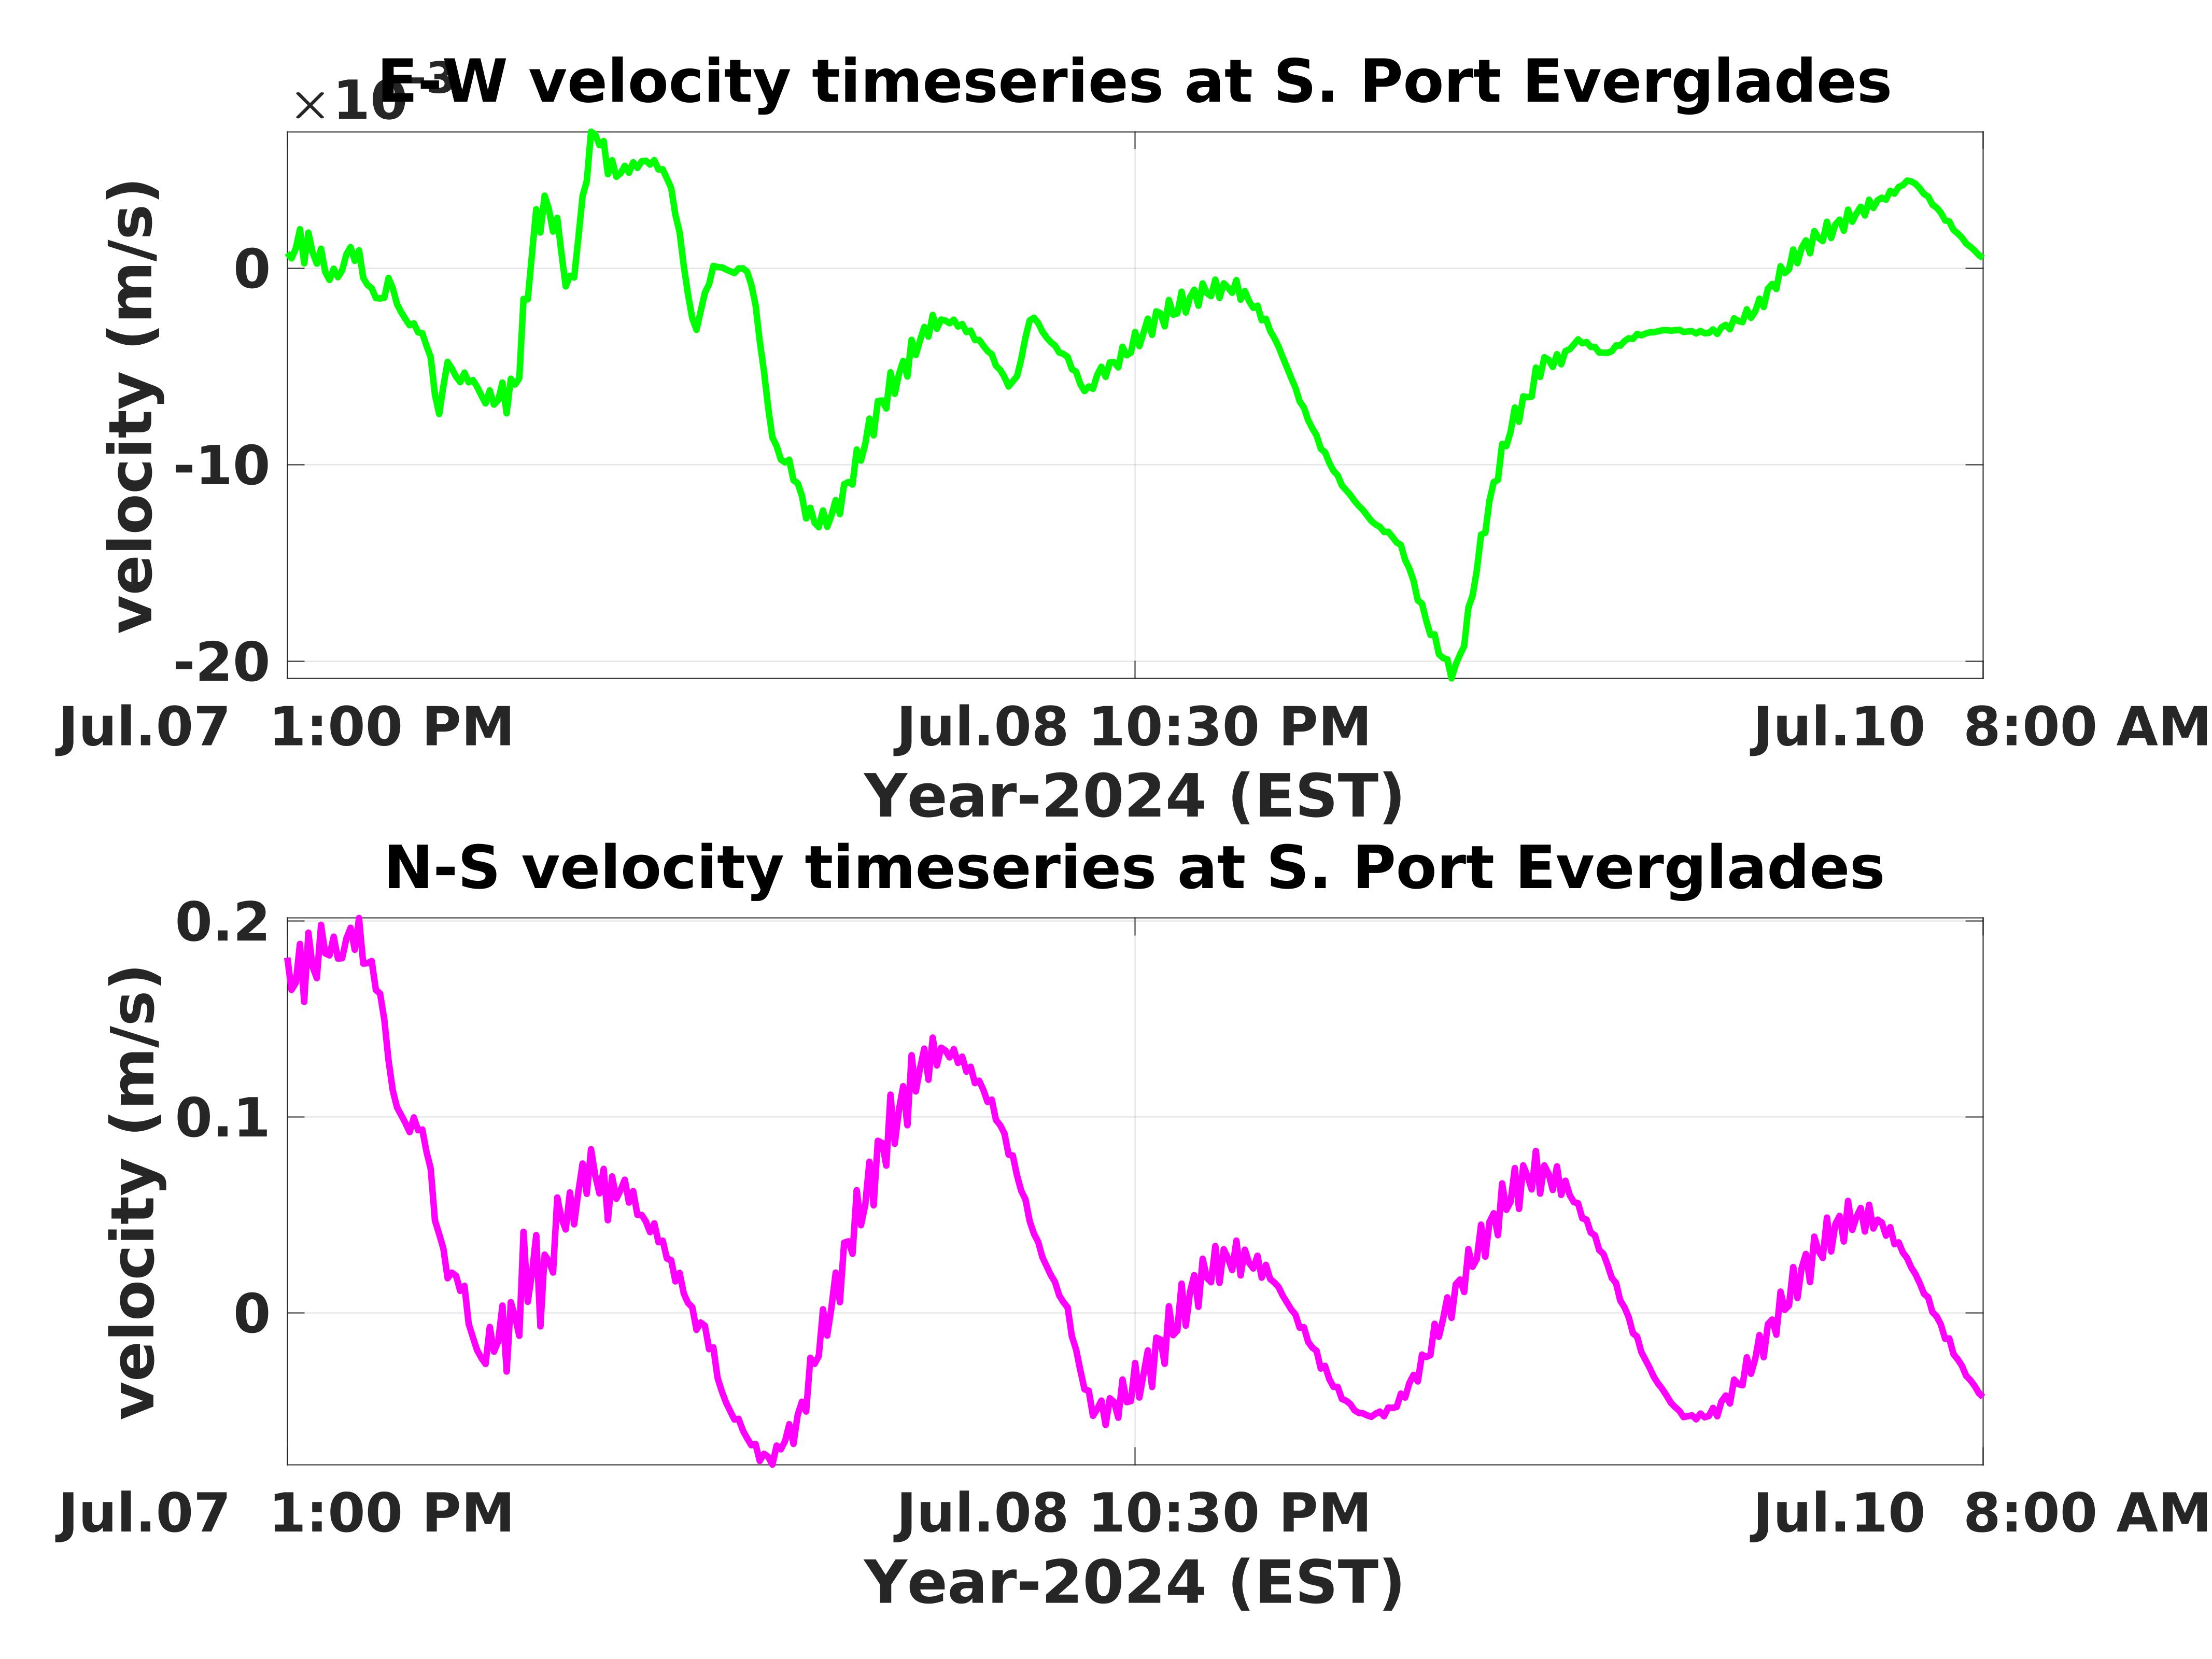 E-W velocity timeseries at S. Port Everglades
×10-3
velocity (m/s)
0
-10
-20
Jul.07 1:00 PM Jul.08 10:30 PM Jul.10 8:00 AM
Year-2024 (EST)
N-S velocity timeseries at S. Port Everglades
velocity (m/s)
0.2
0.1
0
Jul.07 1:00 PM Jul.08 10:30 PM Jul.10 8:00 AM
Year-2024 (EST)